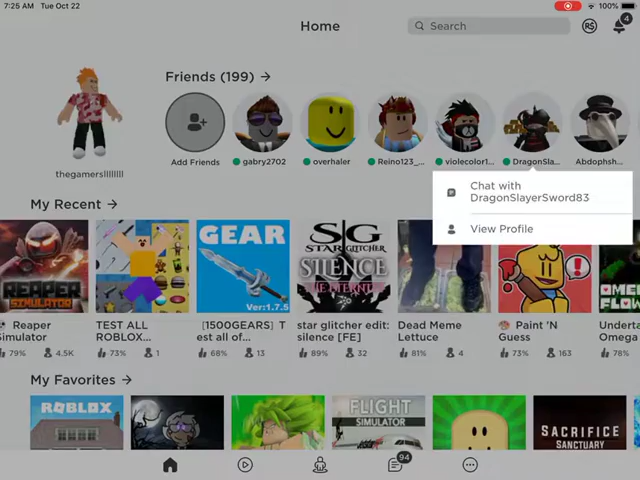 7:25 AM Tue Oct 22
100%
Home
Search
4
Friends (199) →
Add Friends
gabry2702
overhaler
Reino123_...
violecolor1...
DragonSla...
Abdophsh...
thegamersllllllll
Chat with
DragonSlayerSword83
View Profile
My Recent →
REAPER
SIMULATOR
GEAR
Ver:1.7.5
SG
STAR GLITCHER
SILENCE
THE ETERNITY
OMEG
FLOW
Reaper
Simulator
TEST ALL
ROBLOX...
[1500GEARS] T
est all of...
star glitcher edit:
silence [FE]
Dead Meme
Lettuce
Paint 'N
Guess
Underta
Omega
79% 4.5K
73% 1
68% 13
89% 32
81% 4
73% 163
78%
My Favorites →
ROBLOX
FLIGHT
SIMULATOR
SACRIFICE
SANCTUARY
94